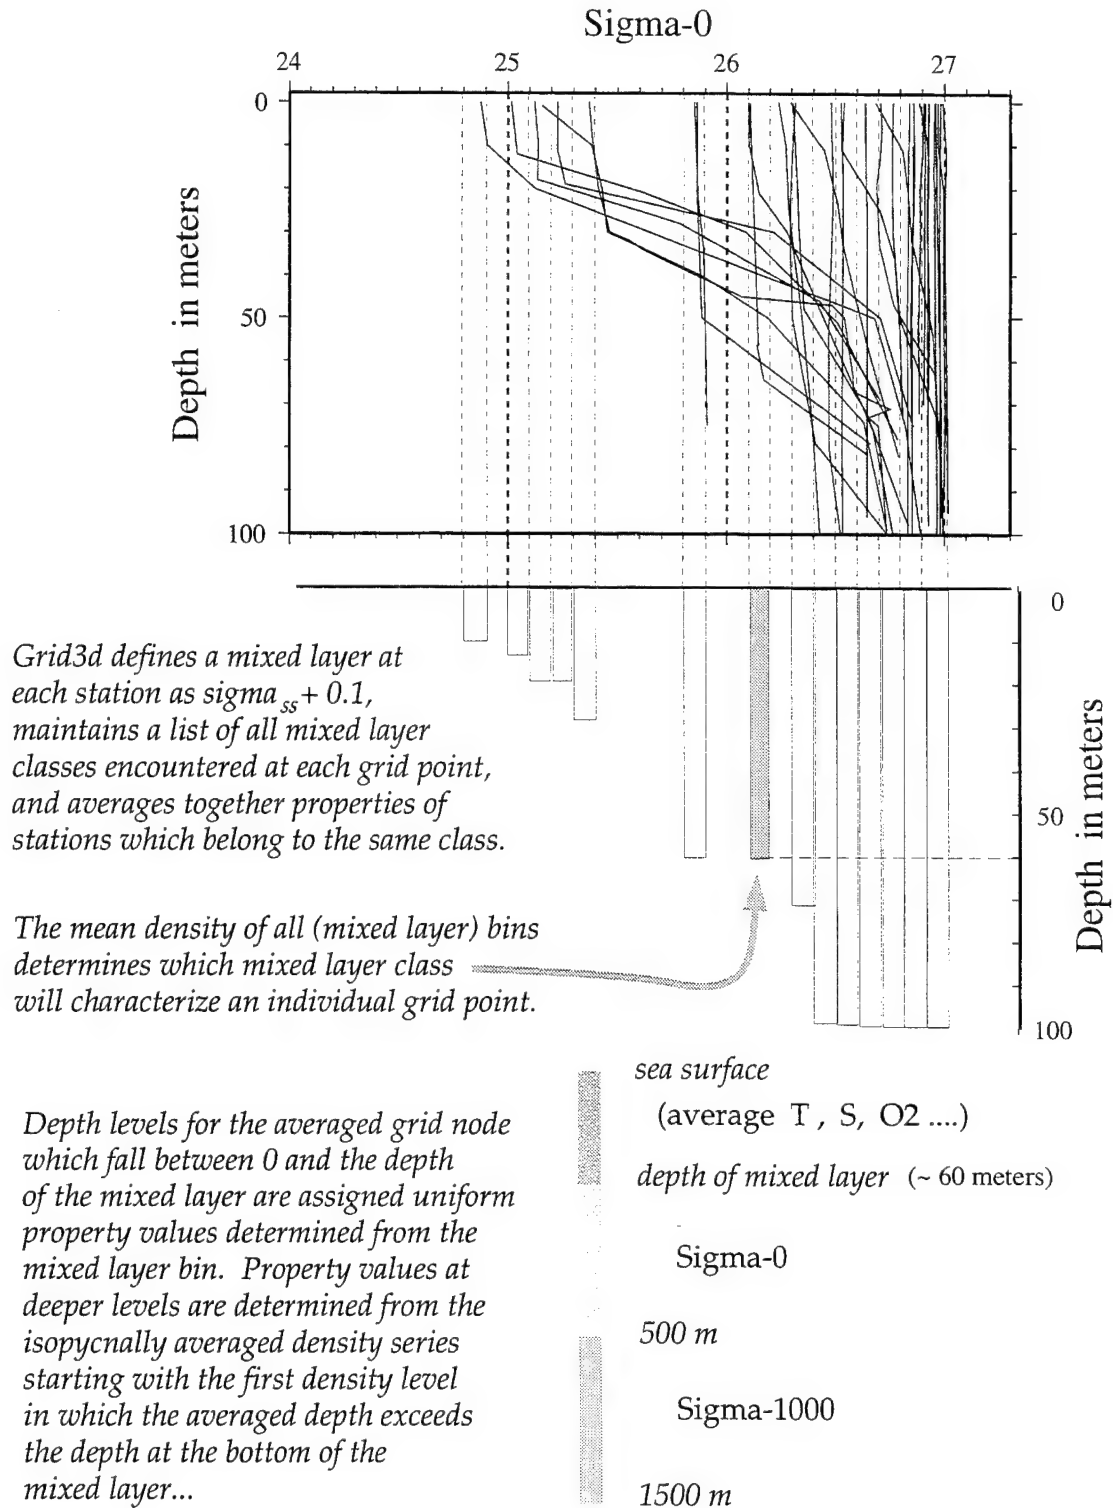 Sigma-0
24 25 26 27
0
50
100
Depth in meters
0
50
100
Depth in meters
Grid3d defines a mixed layer at
each station as sigma ss + 0.1,
maintains a list of all mixed layer
classes encountered at each grid point,
and averages together properties of
stations which belong to the same class.
The mean density of all (mixed layer) bins
determines which mixed layer class
will characterize an individual grid point.
Depth levels for the averaged grid node
which fall between 0 and the depth
of the mixed layer are assigned uniform
property values determined from the
mixed layer bin. Property values at
deeper levels are determined from the
isopycnally averaged density series
starting with the first density level
in which the averaged depth exceeds
the depth at the bottom of the
mixed layer...
sea surface
(average T , S, O2 ....)
depth of mixed layer (~ 60 meters)
Sigma-0
500 m
Sigma-1000
1500 m